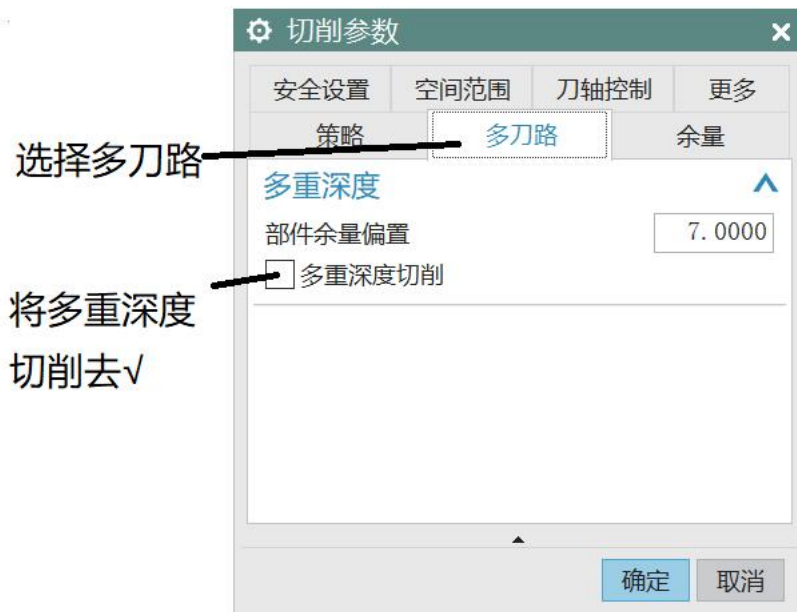 切削参数
安全设置 空间范围 刀轴控制 更多
策略 多刀路 余量
选择多刀路
多重深度
部件余量偏置 7.0000
多重深度切削
将多重深度
切削去√
确定 取消